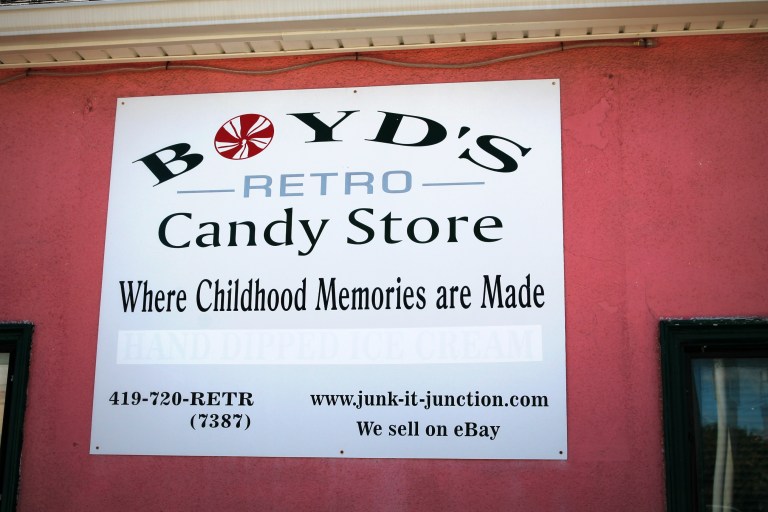 BOYD'S
RETRO
Candy Store
Where Childhood Memories are Made
HAND DIPPED ICE CREAM
419-720-RETR
(7387)
www.junk-it-junction.com
We sell on eBay